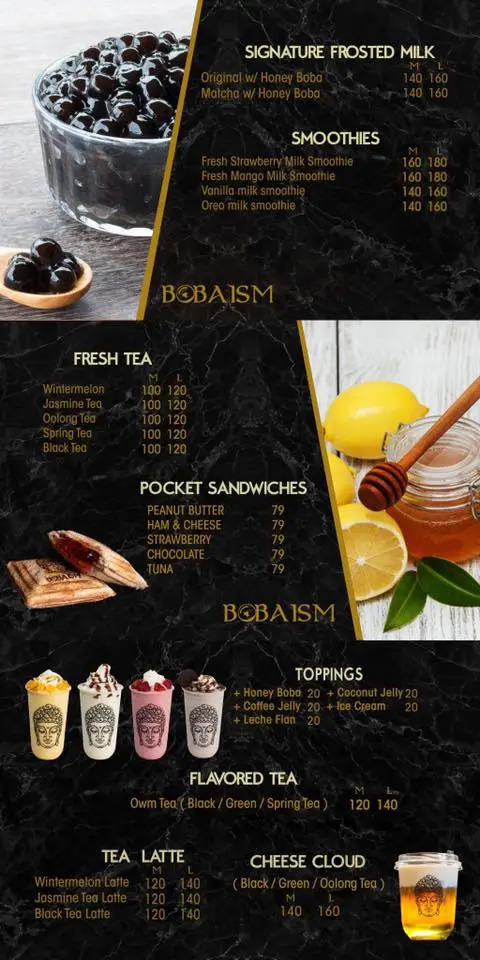 SIGNATURE FROSTED MILK
M L
Original w/ Honey Boba 140 160
Matcha w/ Honey Boba 140 160
SMOOTHIES
M L
Fresh Strawberry Milk Smoothie 160 180
Fresh Mango Milk Smoothie 160 180
Vanilla milk smoothie 140 160
Oreo milk smoothie 140 160
BOBAISM
FRESH TEA
M L
Wintermelon 100 120
Jasmine Tea 100 120
Oolong Tea 100 120
Spring Tea 100 120
Black Tea 100 120
POCKET SANDWICHES
PEANUT BUTTER 79
HAM & CHEESE 79
STRAWBERRY 79
CHOCOLATE 79
TUNA 79
BOBAISM
BOBAISM
TOPPINGS
+ Honey Boba 20 + Coconut Jelly 20
+ Coffee Jelly 20 + Ice Cream 20
+ Leche Flan 20
FLAVORED TEA
M L
Owm Tea ( Black / Green / Spring Tea ) 120 140
TEA LATTE
M L
Wintermelon Latte 120 140
Jasmine Tea Latte 120 140
Black Tea Latte 120 140
CHEESE CLOUD
( Black / Green / Oolong Tea )
M L
140 160